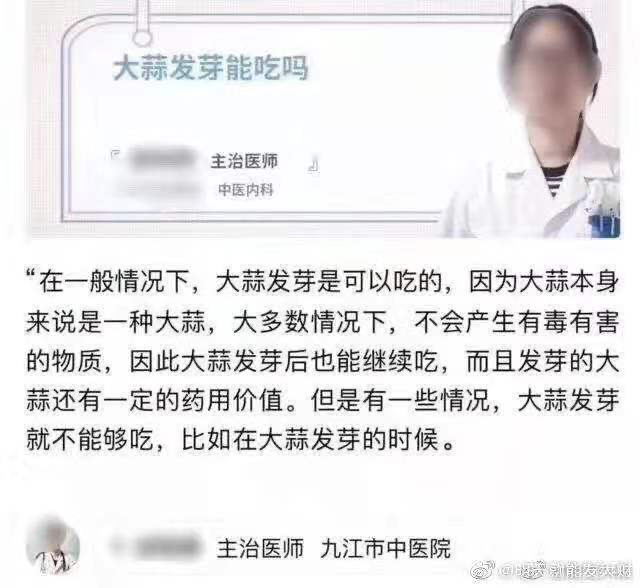 大蒜发芽能吃吗
『 主治医师 』
中医内科
“在一般情况下，大蒜发芽是可以吃的，因为大蒜本身
来说是一种大蒜，大多数情况下，不会产生有毒有害
的物质，因此大蒜发芽后也能继续吃，而且发芽的大
蒜还有一定的药用价值。但是有一些情况，大蒜发芽
就不能够吃，比如在大蒜发芽的时候。
主治医师 九江市中医院